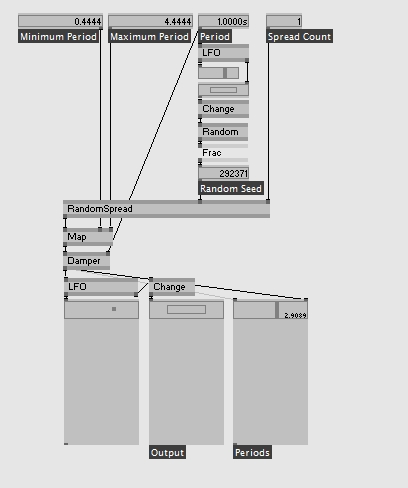 0.4444
4.4444
1.0000s
1
Minimum Period
Maximum Period
Period
Spread Count
LFO
Change
Random
Frac
292371
Random Seed
RandomSpread
Map
Damper
LFO
Change
2.9089
Output
Periods